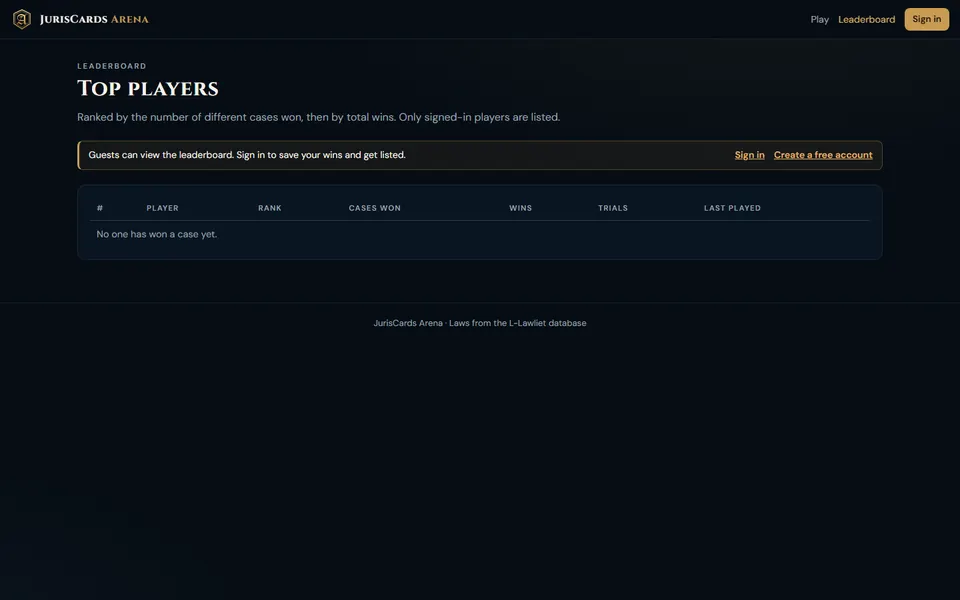 JurisCards Arena
Play
Leaderboard
Sign in
LEADERBOARD
Top players
Ranked by the number of different cases won, then by total wins. Only signed-in players are listed.
Guests can view the leaderboard. Sign in to save your wins and get listed.
Sign in
Create a free account
# PLAYER RANK CASES WON WINS TRIALS LAST PLAYED
No one has won a case yet.
JurisCards Arena · Laws from the L-Lawliet database